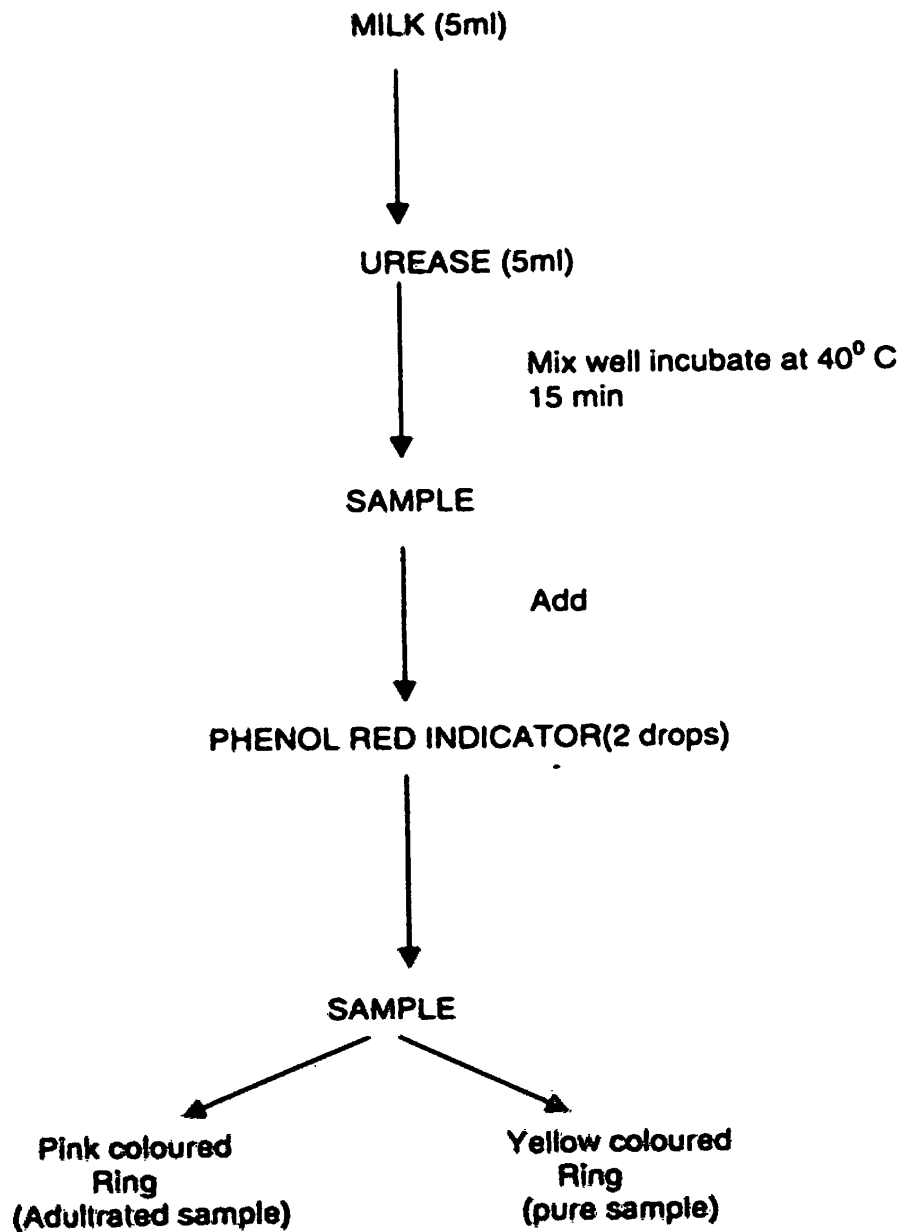 MILK (5ml)
UREASE (5ml)
Mix well incubate at 40⁰ C
15 min
SAMPLE
Add
PHENOL RED INDICATOR(2 drops)
SAMPLE
Pink coloured
Ring
(Adultrated sample)
Yellow coloured
Ring
(pure sample)